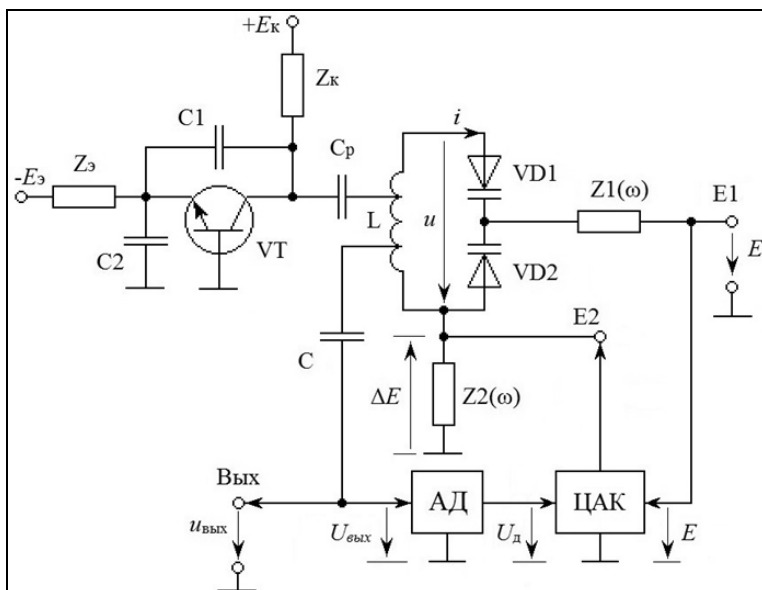 +Eк
Zк
C1
Cр
i
Zэ
-Eэ
VD1
Z1(ω)
E1
L
u
E
VT
C2
VD2
E2
C
ΔE
Z2(ω)
Вых
АД
ЦАК
uвых
Uвых
Uд
E